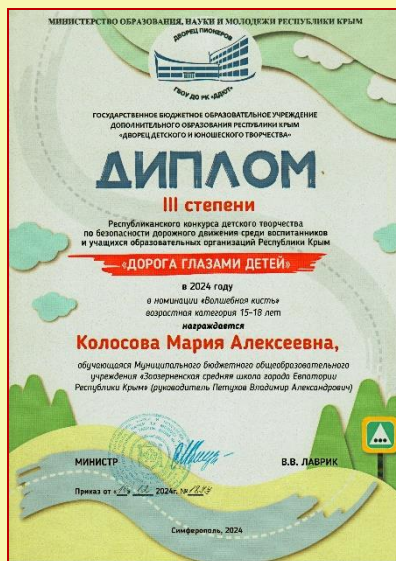 МИНИСТЕРСТВО ОБРАЗОВАНИЯ, НАУКИ И МОЛОДЕЖИ РЕСПУБЛИКИ КРЫМ
ДВОРЕЦ ПИОНЕРОВ
ГБОУ ДО РК «ДДЮТ»
ГОСУДАРСТВЕННОЕ БЮДЖЕТНОЕ ОБРАЗОВАТЕЛЬНОЕ УЧРЕЖДЕНИЕ
ДОПОЛНИТЕЛЬНОГО ОБРАЗОВАНИЯ РЕСПУБЛИКИ КРЫМ
«ДВОРЕЦ ДЕТСКОГО И ЮНОШЕСКОГО ТВОРЧЕСТВА»
ДИПЛОМ
III степени
Республиканского конкурса детского творчества
по безопасности дорожного движения среди воспитанников
и учащихся образовательных организаций Республики Крым
«ДОРОГА ГЛАЗАМИ ДЕТЕЙ»
в 2024 году
в номинации «Волшебная кисть»
возрастная категория 15-18 лет
награждается
Колосова Мария Алексеевна,
обучающаяся Муниципального бюджетного общеобразовательного
учреждения «Заозерненская средняя школа города Евпатории
Республики Крым» (руководитель Петухов Владимир Александрович)
МИНИСТР
В.В. ЛАВРИК
Приказ от 2024г. №
Симферополь, 2024